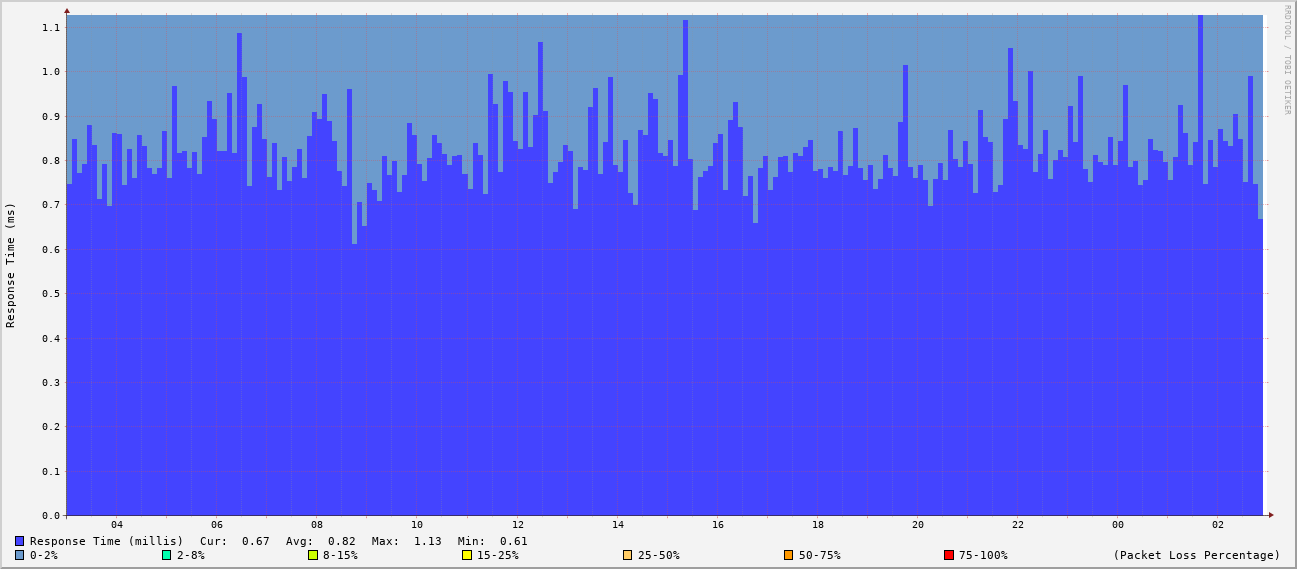 RRDTOOL / TOBI OETIKER
Response Time (ms)
1.1
1.0
0.9
0.8
0.7
0.6
0.5
0.4
0.3
0.2
0.1
0.0
04 06 08 10 12 14 16 18 20 22 00 02
Response Time (millis) Cur: 0.67 Avg: 0.82 Max: 1.13 Min: 0.61
0-2% 2-8% 8-15% 15-25% 25-50% 50-75% 75-100% (Packet Loss Percentage)